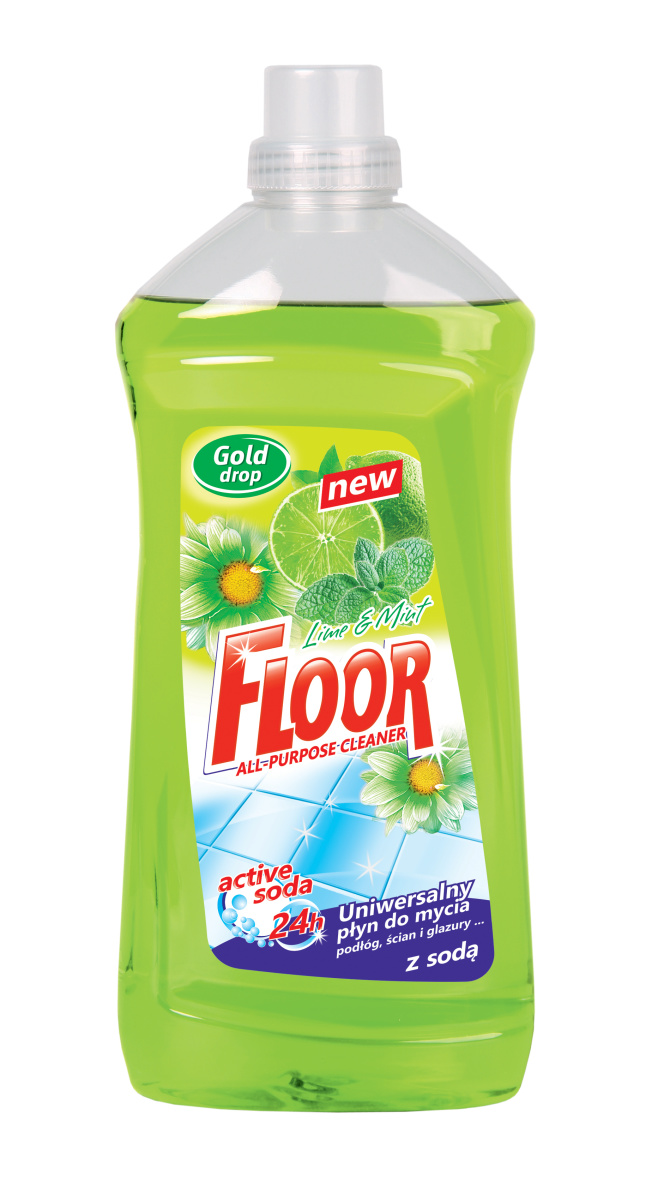 Gold
drop
new
Lime & Mint
FLOOR
ALL-PURPOSE CLEANER
active
soda
24h
Uniwersalny
płyn do mycia
podłóg, ścian i glazury ...
z sodą